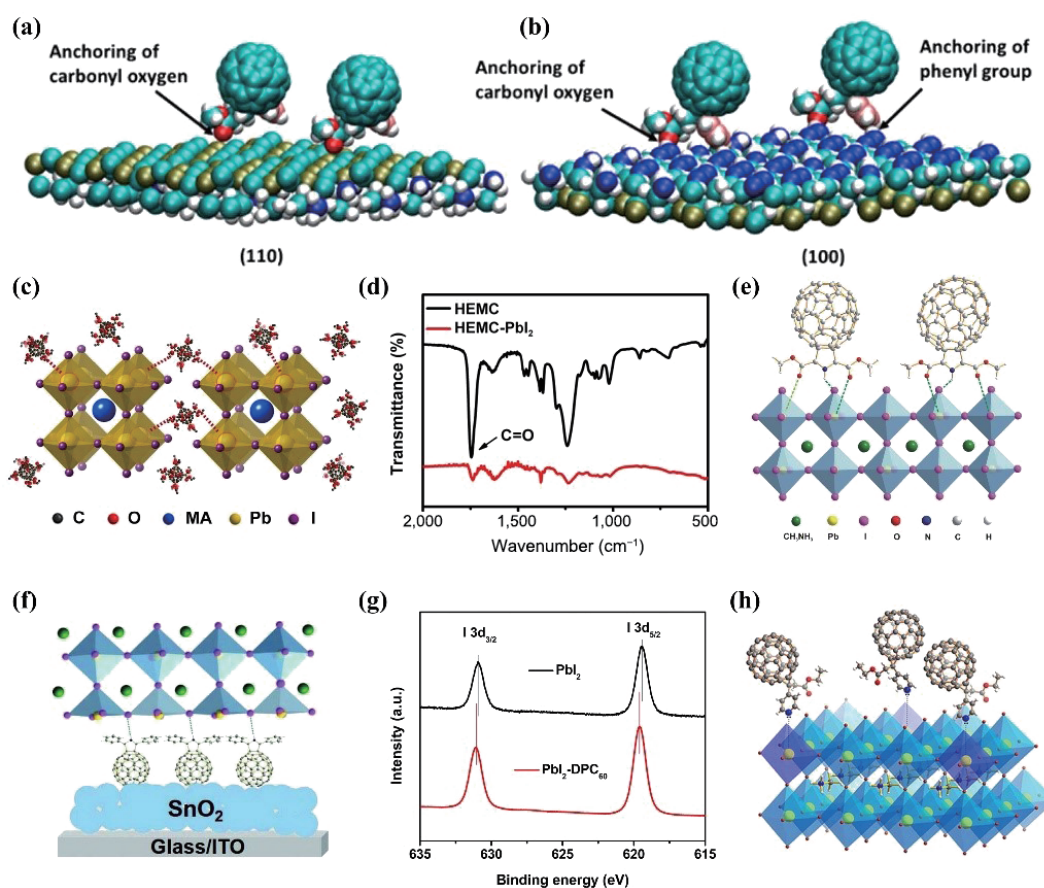 (a)
Anchoring of
carbonyl oxygen
(110)
(b)
Anchoring of
carbonyl oxygen
Anchoring of
phenyl group
(100)
(c)
C O MA Pb I
(d)
HEMC
HEMC-PbI₂
C=O
Transmittance (%)
2,000 1,500 1,000 500
Wavenumber (cm⁻¹)
(e)
CH₃NH₃ Pb I O N C H
(f)
SnO₂
Glass/ITO
(g)
I 3d₃/₂
I 3d₅/₂
PbI₂
PbI₂-DPC₆₀
Intensity (a.u.)
635 630 625 620 615
Binding energy (eV)
(h)